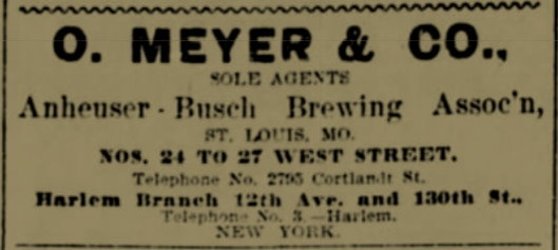 O. MEYER & CO.,
SOLE AGENTS
Anheuser-Busch Brewing Assoc'n,
ST. LOUIS, MO.
NOS. 24 TO 27 WEST STREET.
Telephone No. 2795 Cortlandt St.
Harlem Branch 12th Ave. and 130th St.,
Telephone No. 3.—Harlem.
NEW YORK.